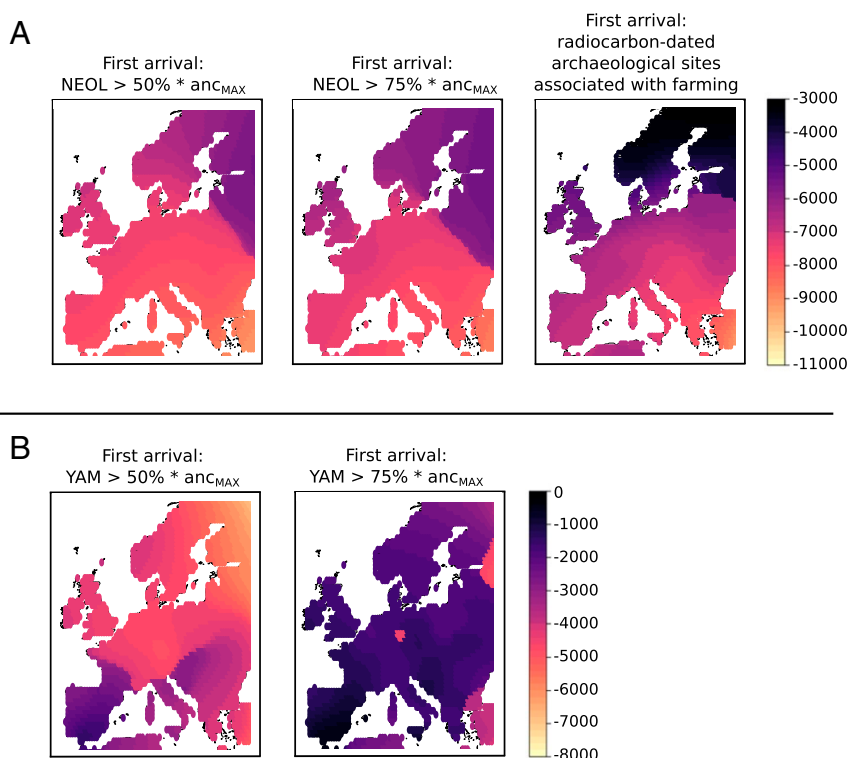 A
First arrival:
NEOL > 50% * ancMAX
First arrival:
NEOL > 75% * ancMAX
First arrival:
radiocarbon-dated
archaeological sites
associated with farming
-3000
-4000
-5000
-6000
-7000
-8000
-9000
-10000
-11000
B
First arrival:
YAM > 50% * ancMAX
First arrival:
YAM > 75% * ancMAX
0
-1000
-2000
-3000
-4000
-5000
-6000
-7000
-8000